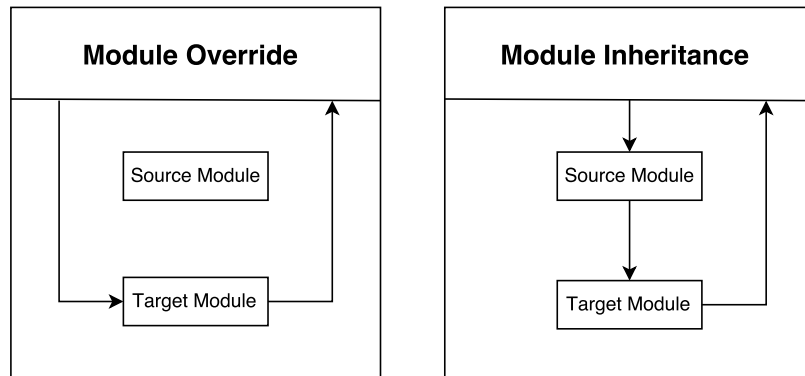 Module Override
Source Module
Target Module
Module Inheritance
Source Module
Target Module